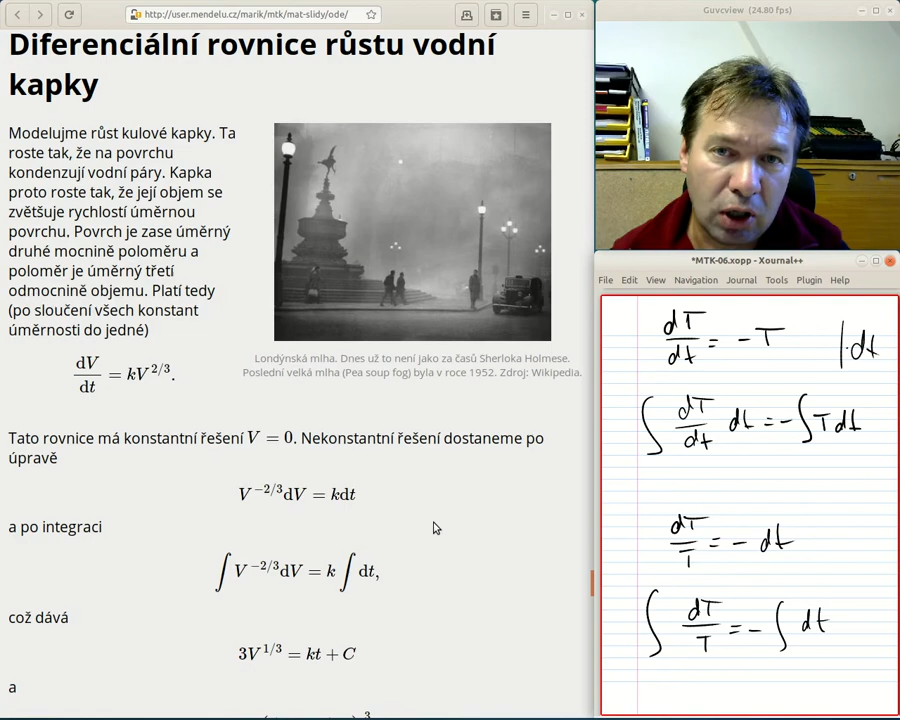 http://user.mendelu.cz/marik/mtk/mat-slidy/ode/
Diferenciální rovnice růstu vodní
kapky
Modelujme růst kulové kapky. Ta
roste tak, že na povrchu
kondenzují vodní páry. Kapka
proto roste tak, že její objem se
zvětšuje rychlostí úměrnou
povrchu. Povrch je zase úměrný
druhé mocnině poloměru a
poloměr je úměrný třetí
odmocnině objemu. Platí tedy
(po sloučení všech konstant
úměrnosti do jedné)
dV/dt = kV^{2/3}.
Londýnská mlha. Dnes už to není jako za časů Sherloka Holmese.
Poslední velká mlha (Pea soup fog) byla v roce 1952. Zdroj: Wikipedia.
Tato rovnice má konstantní řešení V = 0. Nekonstantní řešení dostaneme po
úpravě
V^{−2/3}dV = kdt
a po integraci
∫ V^{−2/3}dV = k ∫ dt,
což dává
3V^{1/3} = kt + C
a
Guvcview (24.80 fps)
*MTK-06.xopp - Xournal++
File Edit View Navigation Journal Tools Plugin Help
dT/dt = − T |·dt
∫ dT/dt dt = − ∫ T dt
dT/T = − dt
∫ dT/T = − ∫ dt